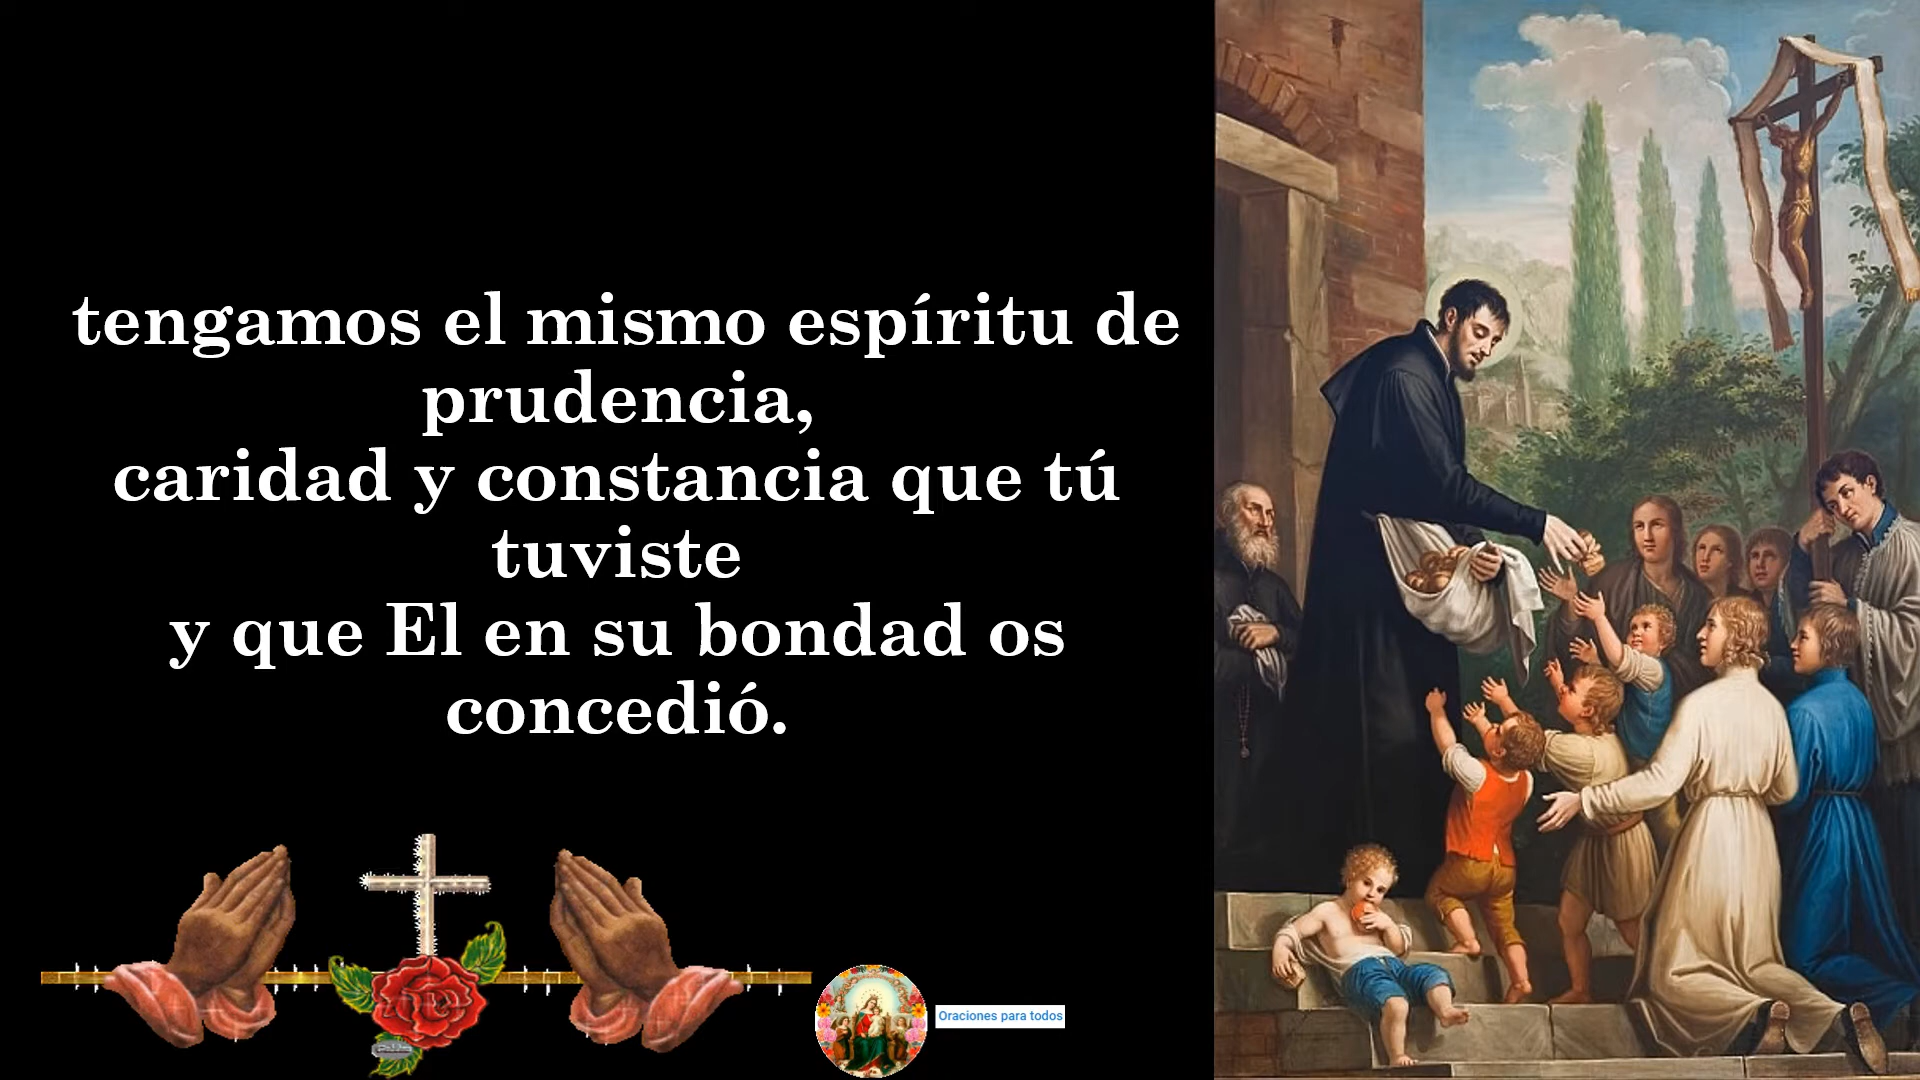 tengamos el mismo espíritu de
prudencia,
caridad y constancia que tú
tuviste
y que El en su bondad os
concedió.
Oraciones para todos